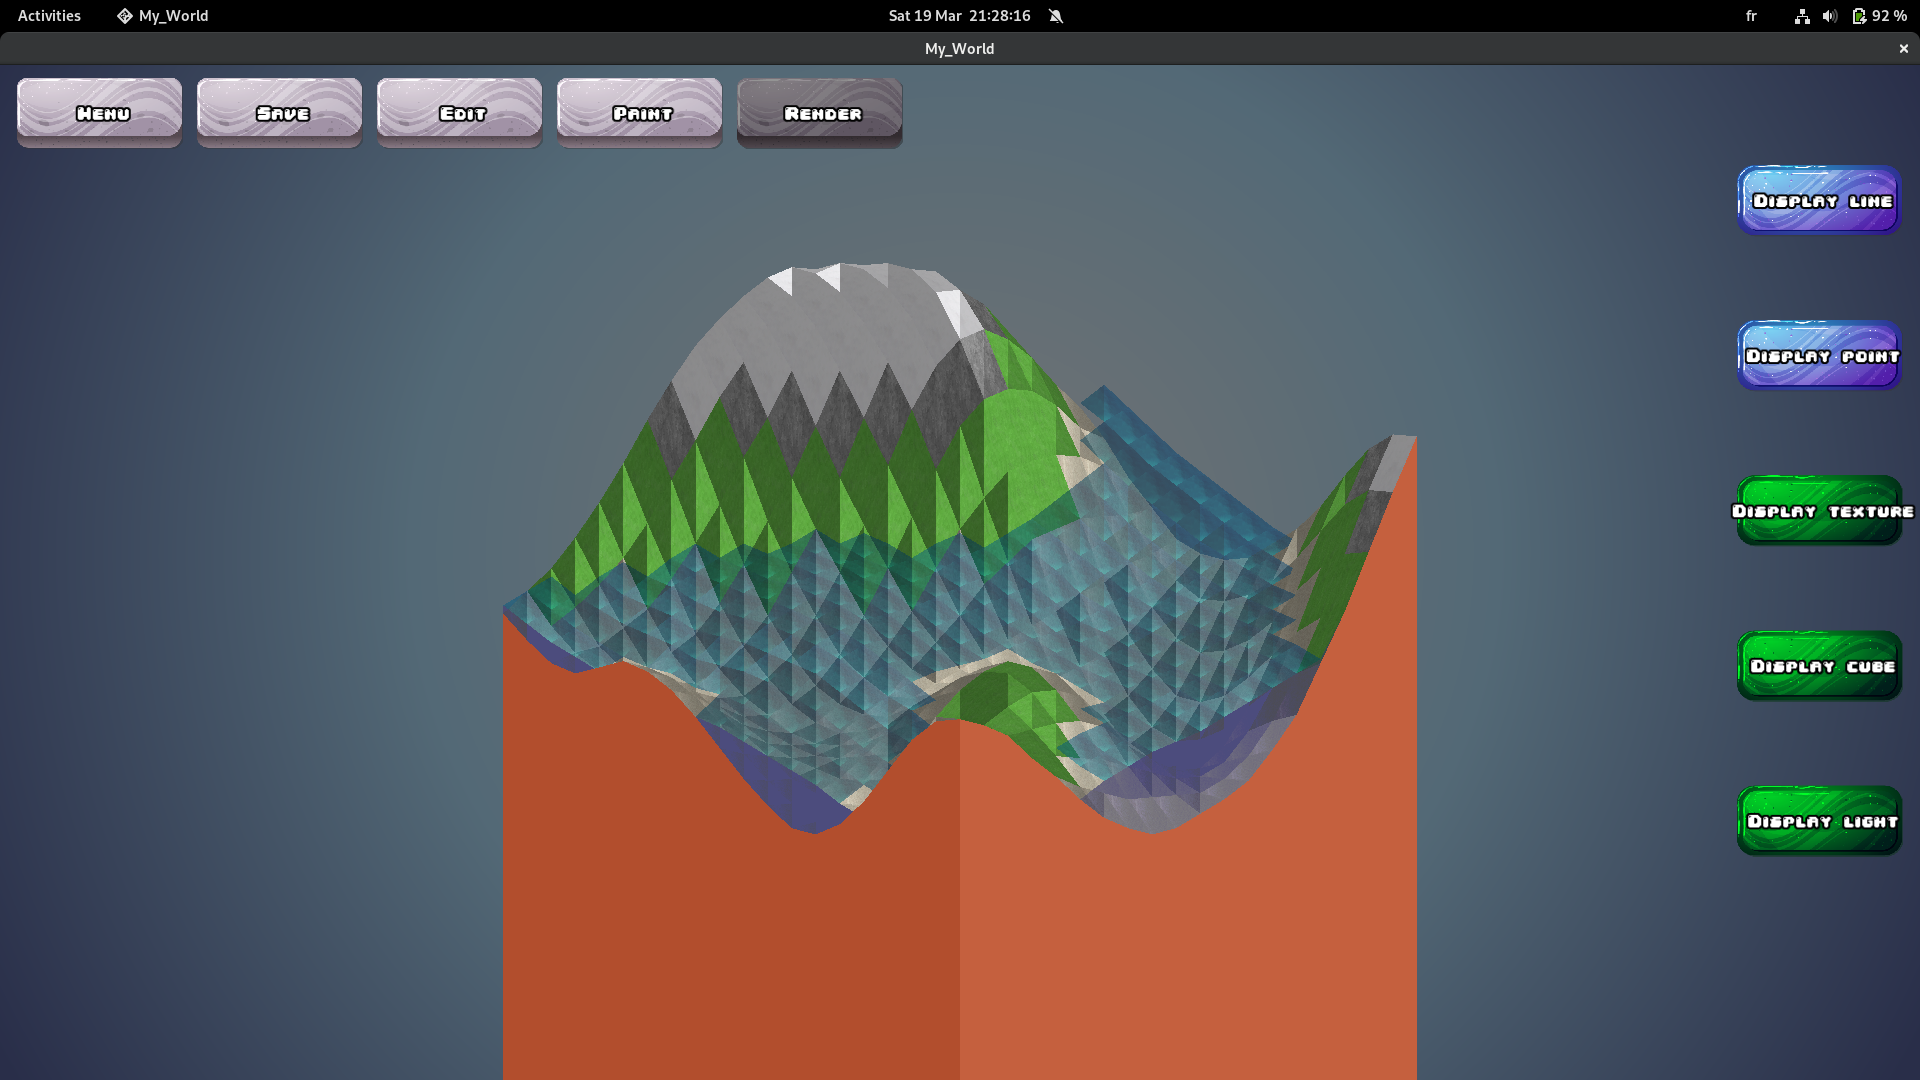 Activities My_World Sat 19 Mar 21:28:16 fr 92 %
My_World
Menu Save Edit Paint Render
Display line
Display point
Display texture
Display cube
Display light